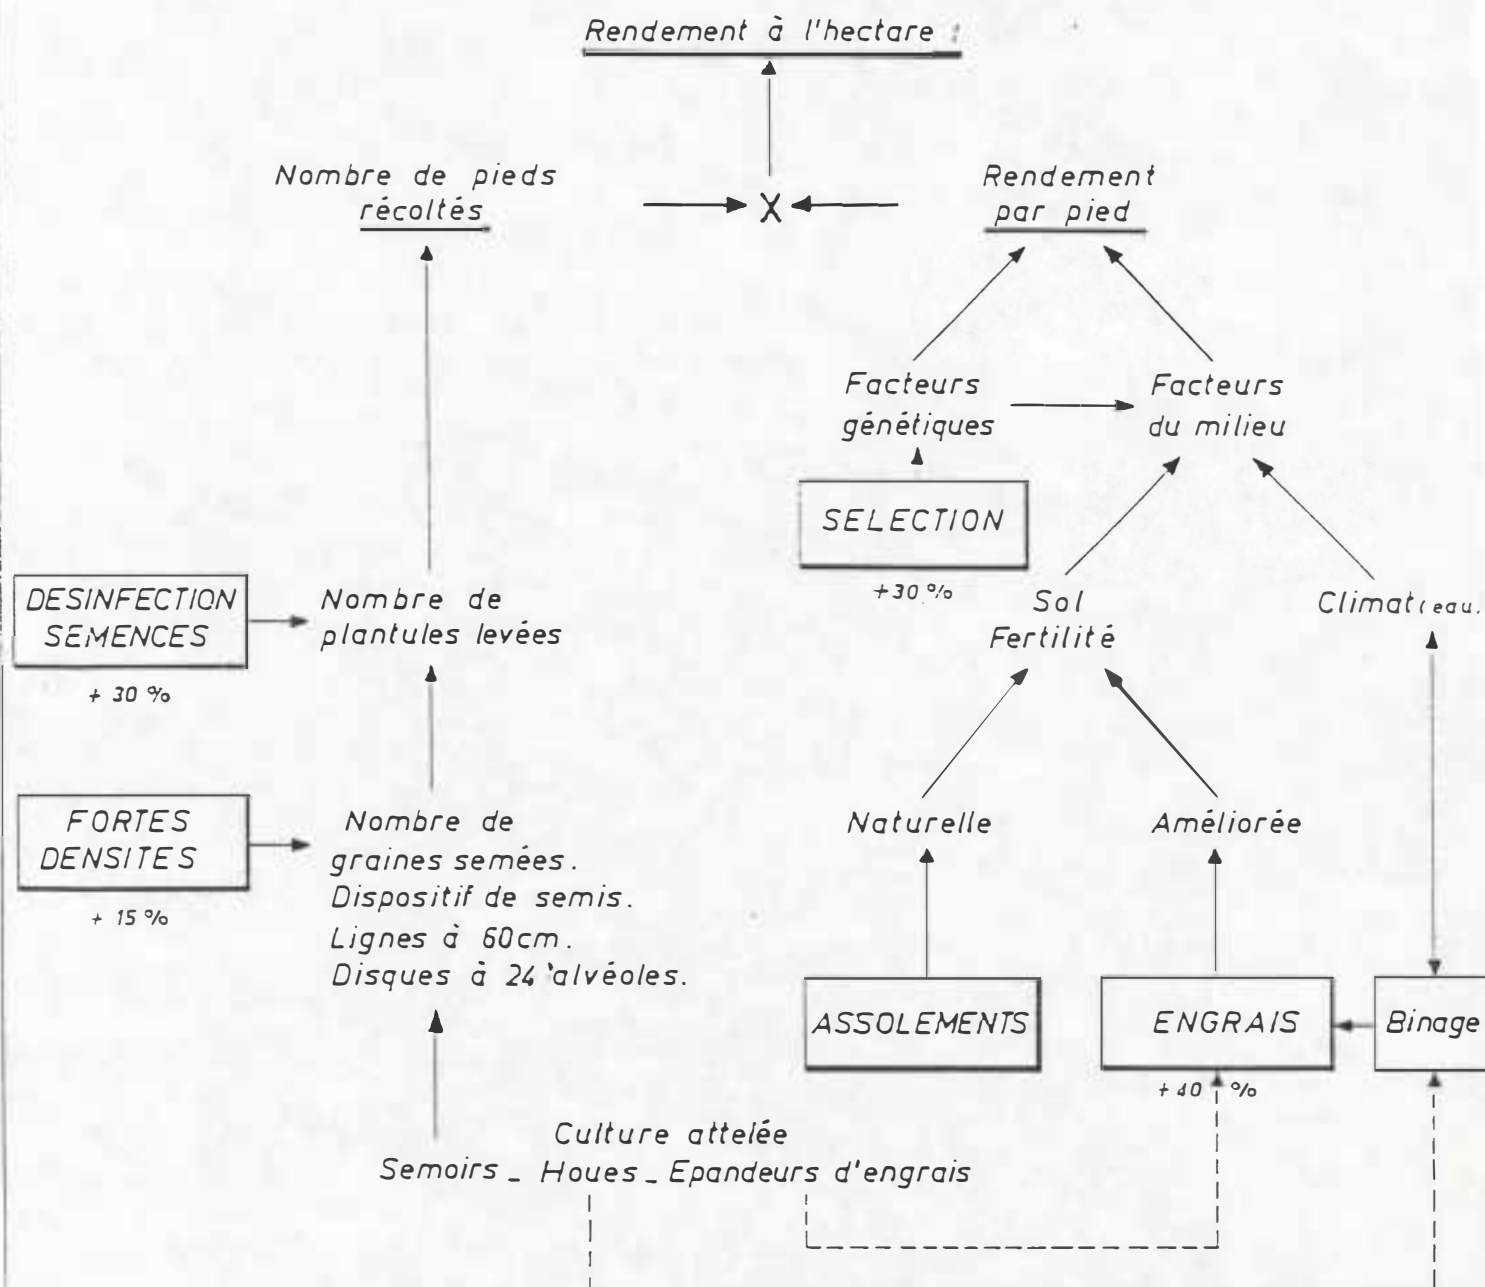 Rendement à l'hectare :
Nombre de pieds
récoltés
X
Rendement
par pied
Facteurs
génétiques
Facteurs
du milieu
SELECTION
+30 %
DESINFECTION
SEMENCES
+ 30 %
Nombre de
plantules levées
Sol
Fertilité
Climat (eau.
FORTES
DENSITES
+ 15 %
Nombre de
graines semées.
Dispositif de semis.
Lignes à 60cm.
Disques à 24 alvéoles.
Naturelle
Améliorée
ASSOLEMENTS
ENGRAIS
+ 40 %
Binage
Culture attelée
Semoirs _ Houes _ Epandeurs d'engrais